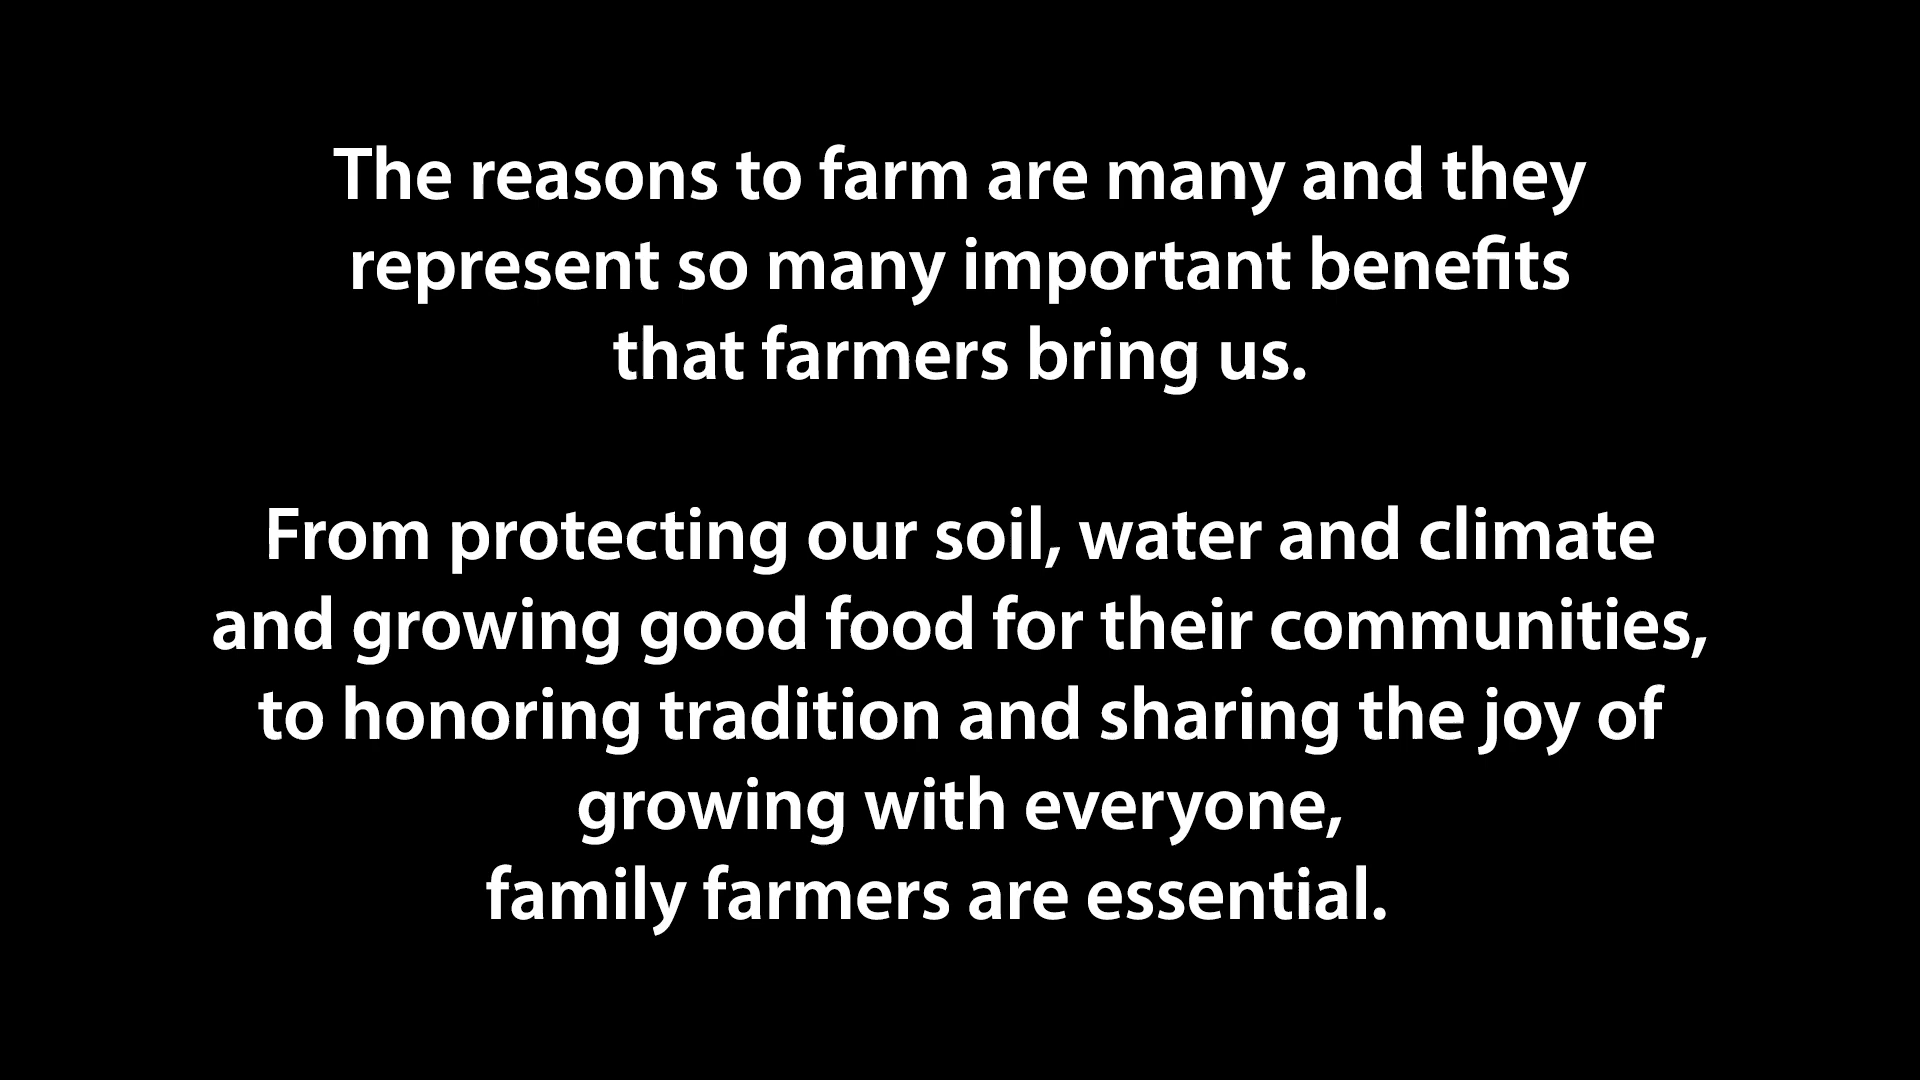 The reasons to farm are many and they
represent so many important benefits
that farmers bring us.
From protecting our soil, water and climate
and growing good food for their communities,
to honoring tradition and sharing the joy of
growing with everyone,
family farmers are essential.